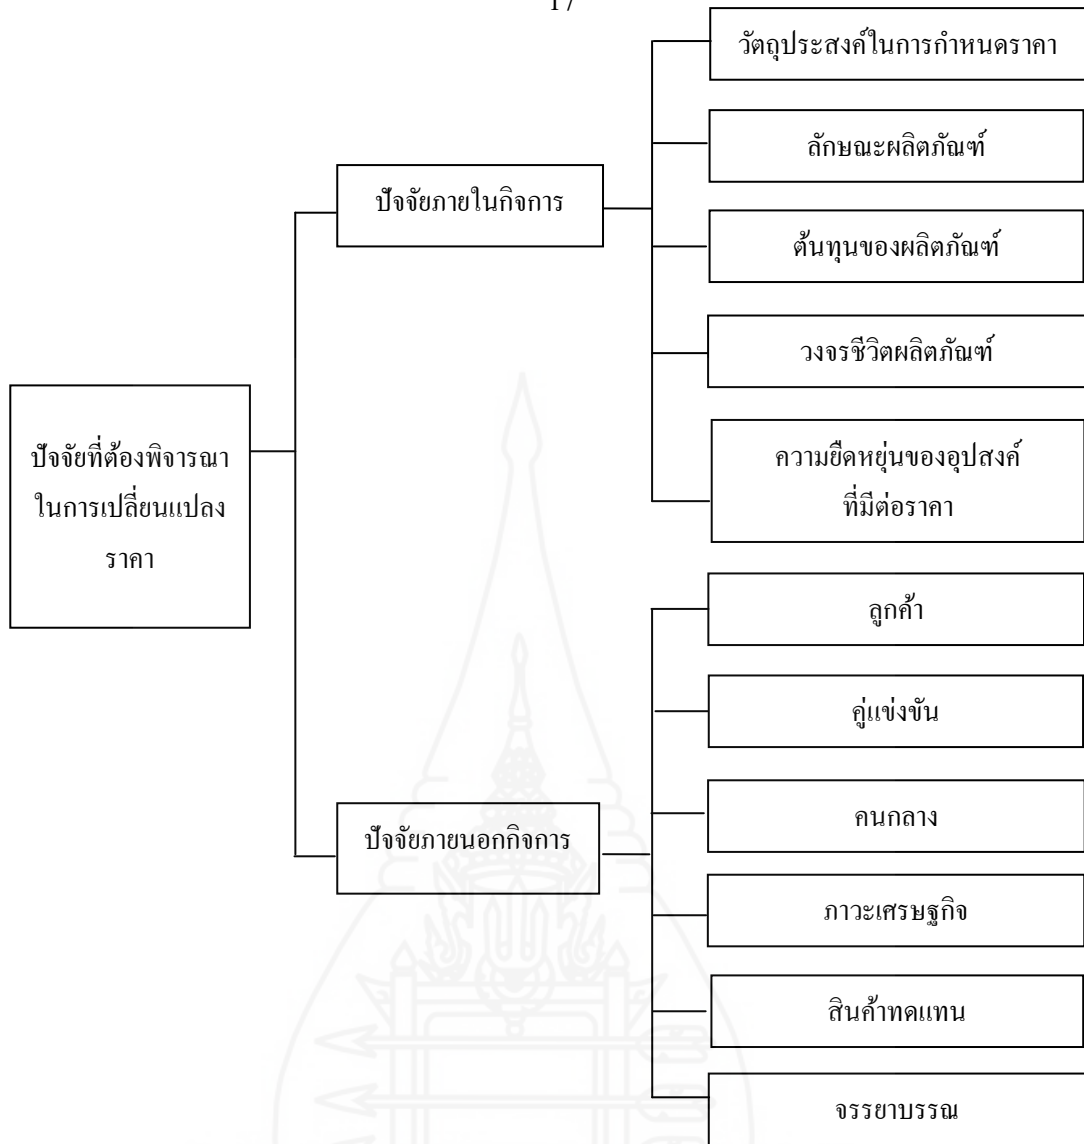 17
วัตถุประสงค์ในการกำหนดราคา
ลักษณะผลิตภัณฑ์
ปัจจัยภายในกิจการ
ต้นทุนของผลิตภัณฑ์
วงจรชีวิตผลิตภัณฑ์
ปัจจัยที่ต้องพิจารณา
ในการเปลี่ยนแปลง
ราคา
ความยืดหยุ่นของอุปสงค์
ที่มีต่อราคา
ลูกค้า
คู่แข่งขัน
คนกลาง
ปัจจัยภายนอกกิจการ
ภาวะเศรษฐกิจ
สินค้าทดแทน
จรรยาบรรณ